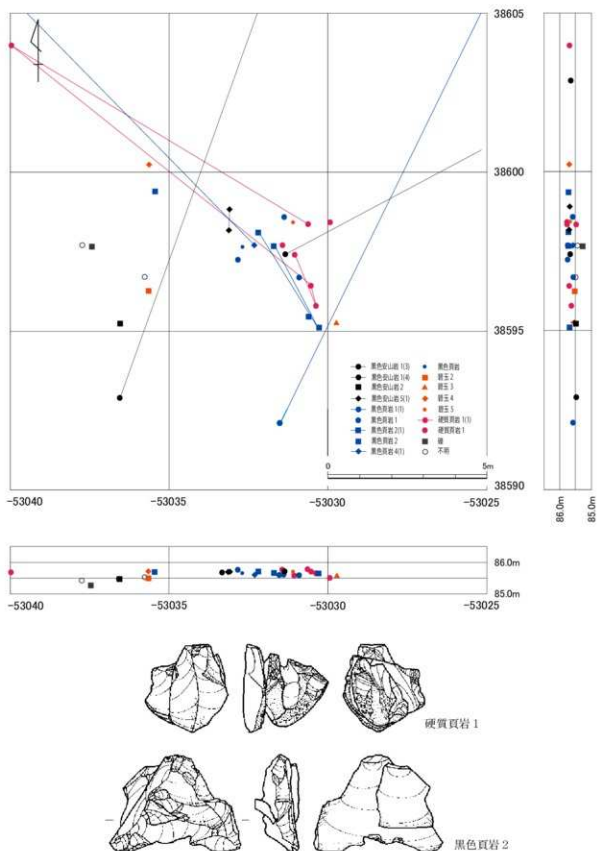 38605
38600
38595
38590
−53040
−53035
−53030
−53025
黒色安山岩1(3)
黒色安山岩1(4)
黒色安山岩2
黒色安山岩5(1)
黒色頁岩1(1)
黒色頁岩1
黒色頁岩2(1)
黒色頁岩2
黒色頁岩4(1)
黒色頁岩
碧玉2
碧玉3
碧玉4
碧玉5
硬質頁岩1(1)
硬質頁岩1
礫
不明
0 5m
86.0m
85.0m
86.0m
85.0m
−53040
−53035
−53030
−53025
硬質頁岩1
黒色頁岩2